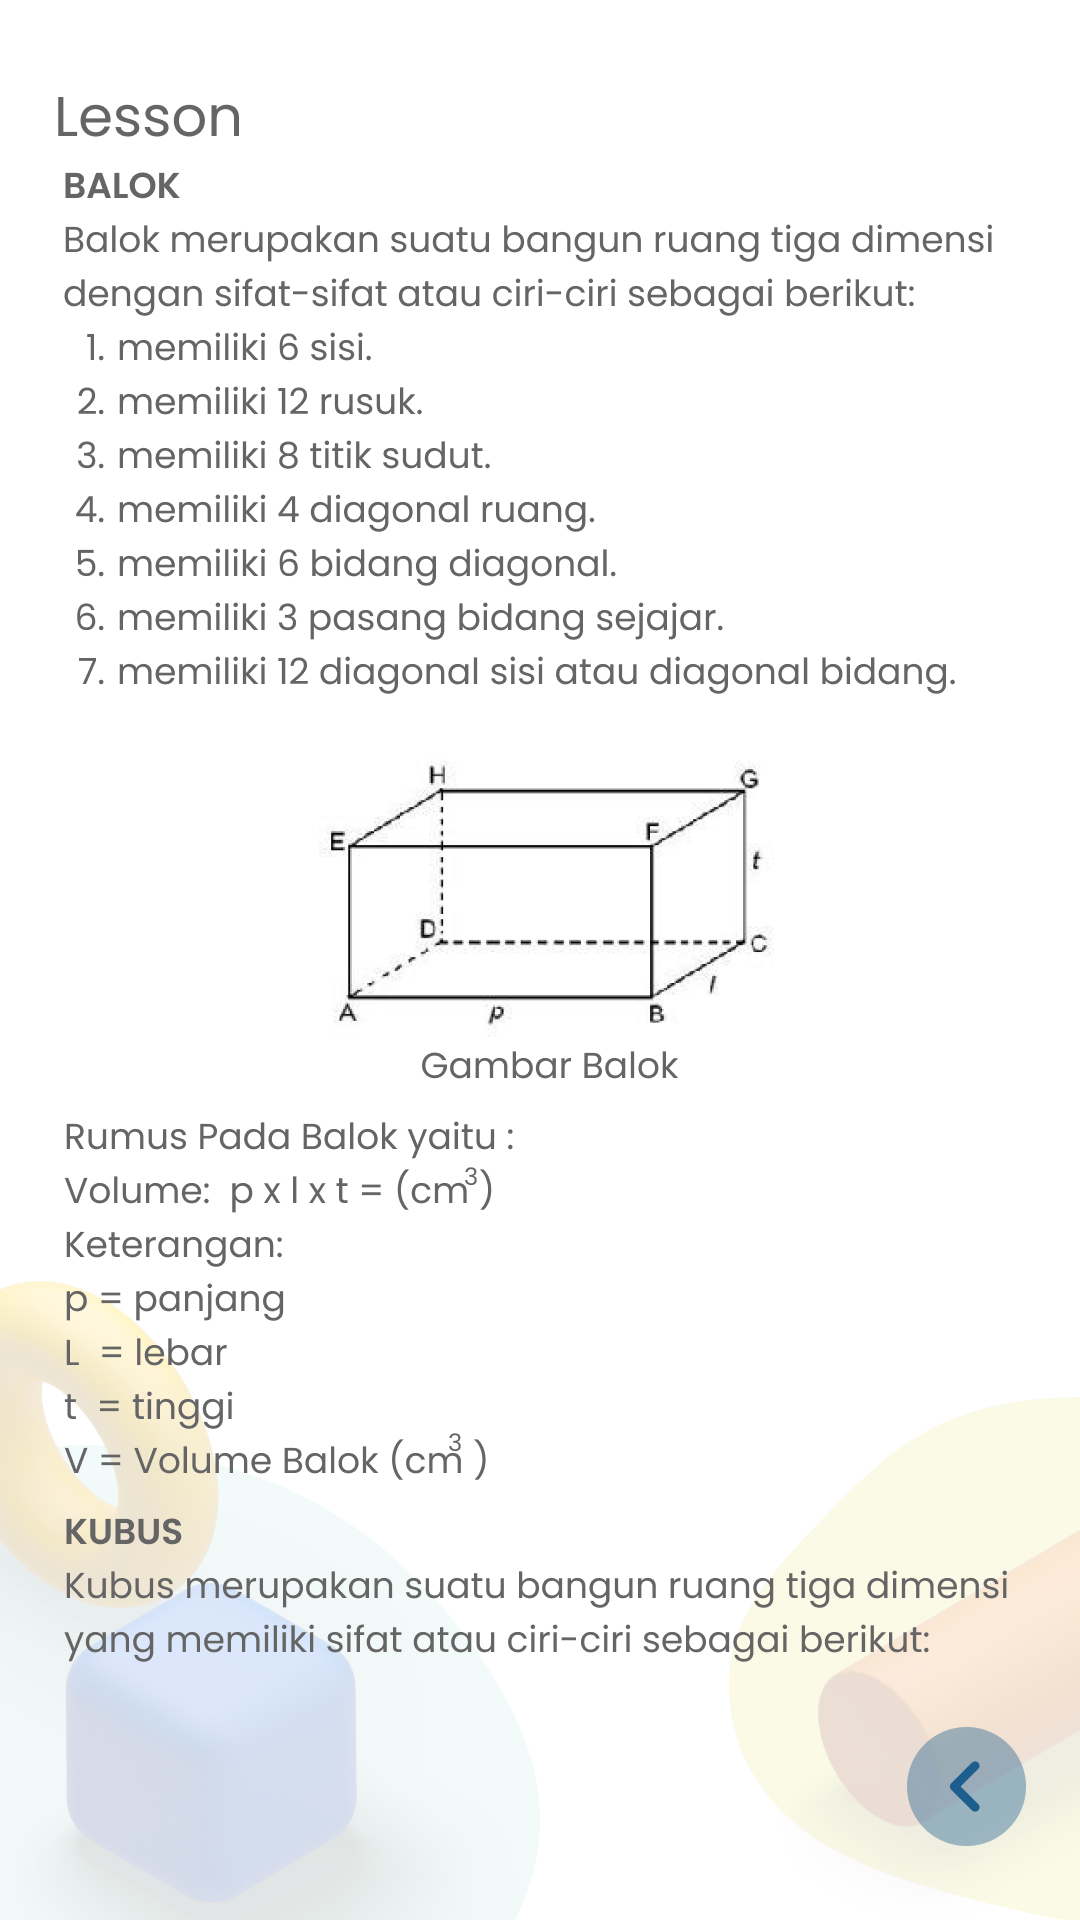 Lesson
BALOK
Balok merupakan suatu bangun ruang tiga dimensi
dengan sifat-sifat atau ciri-ciri sebagai berikut:
1. memiliki 6 sisi.
2. memiliki 12 rusuk.
3. memiliki 8 titik sudut.
4. memiliki 4 diagonal ruang.
5. memiliki 6 bidang diagonal.
6. memiliki 3 pasang bidang sejajar.
7. memiliki 12 diagonal sisi atau diagonal bidang.
H G
E F
t
D C
l
A p B
Gambar Balok
Rumus Pada Balok yaitu :
Volume: p x l x t = (cm³)
Keterangan:
p = panjang
L = lebar
t = tinggi
V = Volume Balok (cm³ )
KUBUS
Kubus merupakan suatu bangun ruang tiga dimensi
yang memiliki sifat atau ciri-ciri sebagai berikut: